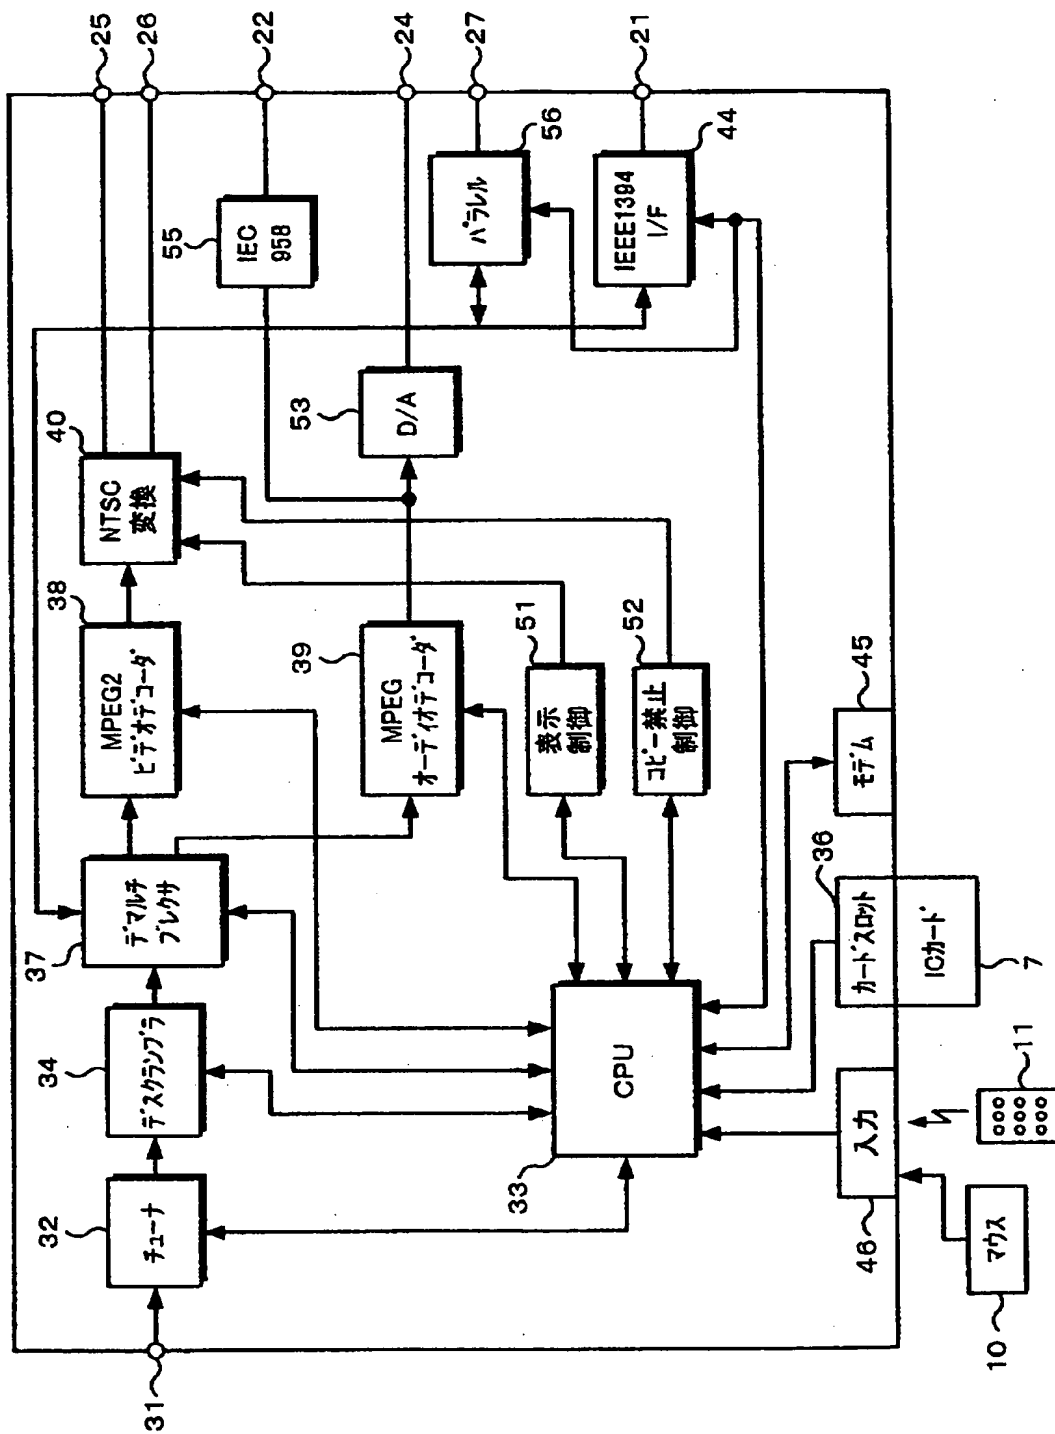 25
26
22
24
27
21
40
NTSC
変換
55
IEC
958
56
パラレル
44
IEEE1394
I/F
53
D/A
38
MPEG2
ビデオデコーダ
39
MPEG
オーディオデコーダ
51
表示
制御
52
コピー禁止
制御
45
モデム
37
デマルチ
プレクサ
34
デスクランブラ
32
チューナ
31
33
CPU
36
カードスロット
ICカード
7
46
入力
11
マウス
10